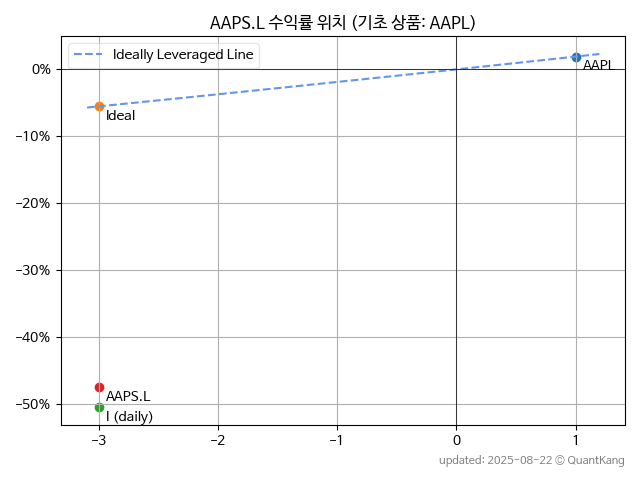 AAPS.L 수익률 위치 (기초 상품: AAPL)
Ideally Leveraged Line
0%
-10%
-20%
-30%
-40%
-50%
AAPL
Ideal
AAPS.L
l (daily)
-3
-2
-1
0
1
updated: 2025-08-22 © QuantKang